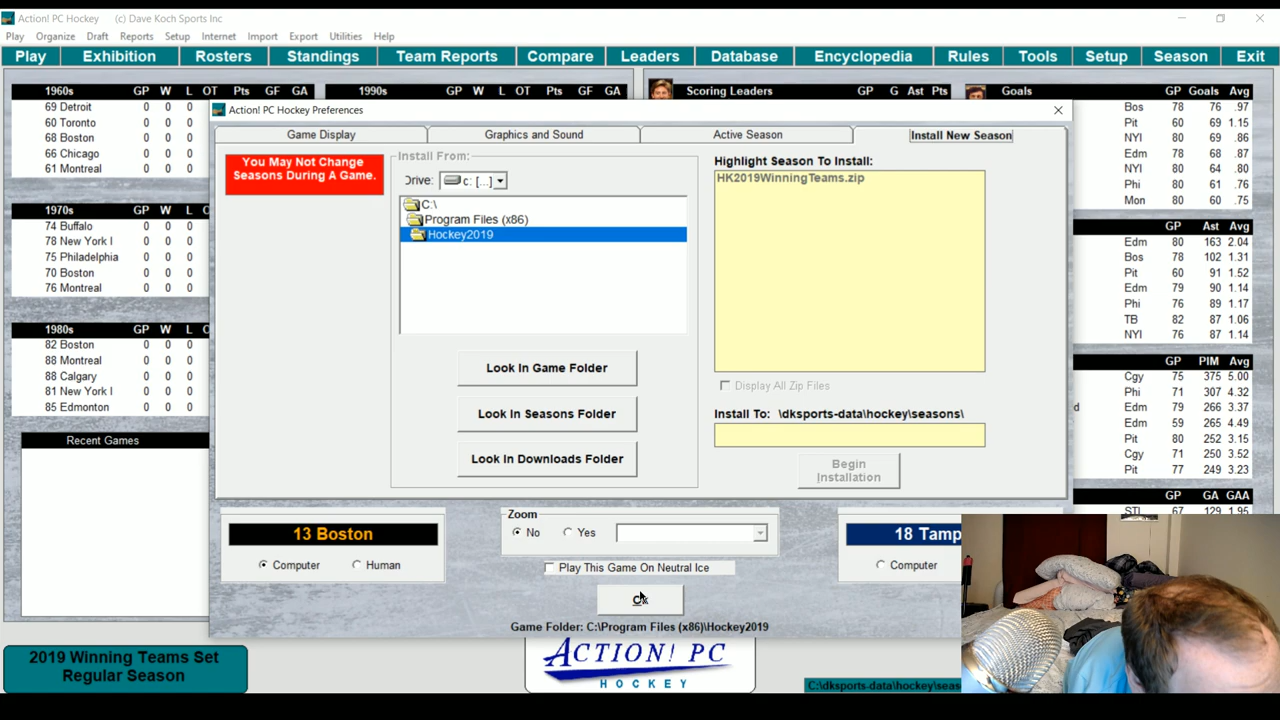 Action! PC Hockey (c) Dave Koch Sports Inc
Play Organize Draft Reports Setup Internet Import Export Utilities Help
Play Exhibition Rosters Standings Team Reports Compare Leaders Database Encyclopedia Rules Tools Setup Season Exit
1960s GP W L OT Pts GF GA
69 Detroit 0 0 0
60 Toronto 0 0 0
68 Boston 0 0 0
66 Chicago 0 0 0
61 Montreal 0 0 0
1970s GP W L
74 Buffalo 0 0 0
78 New York I 0 0 0
75 Philadelphia 0 0 0
70 Boston 0 0 0
76 Montreal 0 0 0
1980s GP W L
82 Boston 0 0 0
88 Montreal 0 0 0
88 Calgary 0 0 0
81 New York I 0 0 0
85 Edmonton 0 0 0
Recent Games
1990s GP W L OT Pts GF GA
Scoring Leaders GP G Ast Pts Avg
Goals GP Goals Avg
Bos 78 76 .97
Pit 60 69 1.15
NYI 80 69 .86
Edm 78 68 .87
NYI 80 64 .80
Phi 80 61 .76
Mon 80 60 .75
GP Ast Avg
Edm 80 163 2.04
Bos 78 102 1.31
Pit 60 91 1.52
Edm 79 90 1.14
Phi 76 89 1.17
TB 82 87 1.06
NYI 76 87 1.14
GP PIM Avg
Cgy 75 375 5.00
Phi 71 307 4.32
d Edm 79 266 3.37
Edm 59 265 4.49
Pit 80 252 3.15
Cgy 71 250 3.52
Pit 77 249 3.23
GP GA GAA
STL 67 129 1.96
Action! PC Hockey Preferences
Game Display Graphics and Sound Active Season Install New Season
You May Not Change
Seasons During A Game.
Install From:
Drive: c: [...]
C:\
Program Files (x86)
Hockey2019
Look In Game Folder
Look In Seasons Folder
Look In Downloads Folder
Highlight Season To Install:
HK2019WinningTeams.zip
Display All Zip Files
Install To: \dksports-data\hockey\seasons\
Begin
Installation
13 Boston
Computer Human
Zoom
No Yes
Play This Game On Neutral Ice
18 Tamp
Computer
Game Folder: C:\Program Files (x86)\Hockey2019
2019 Winning Teams Set
Regular Season
ACTION! PC
HOCKEY
C:\dksports-data\hockey\seas